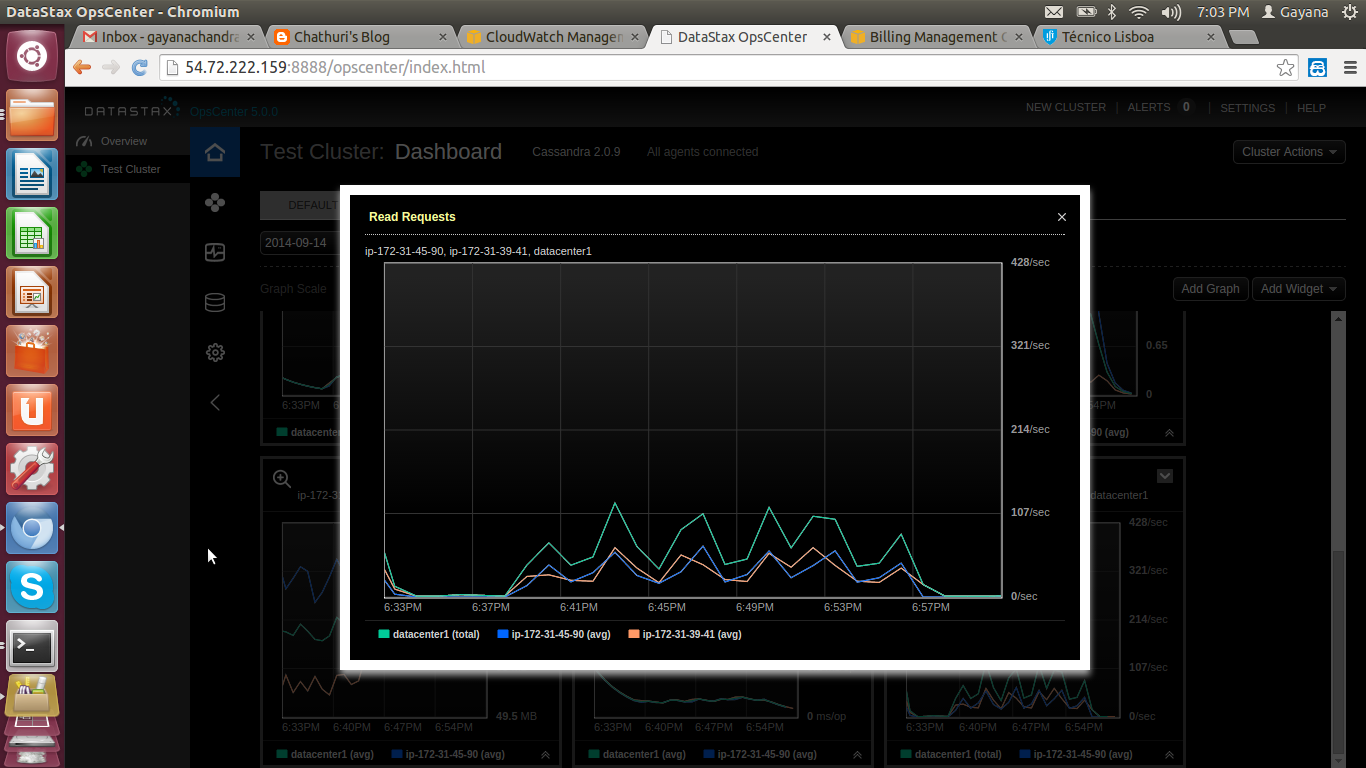 DataStax OpsCenter - Chromium
7:03 PM Gayana
Inbox - gayanachandra
Chathuri's Blog
CloudWatch Managem
DataStax OpsCenter
Billing Management C
Técnico Lisboa
54.72.222.159:8888/opscenter/index.html
DATASTAX OpsCenter 5.0.0
NEW CLUSTER | ALERTS 0 | SETTINGS | HELP
Overview
Test Cluster
Test Cluster: Dashboard Cassandra 2.0.9 All agents connected
Cluster Actions
DEFAULT
2014-09-14
Graph Scale
Add Graph Add Widget
Read Requests
ip-172-31-45-90, ip-172-31-39-41, datacenter1
428/sec
321/sec
214/sec
107/sec
0/sec
6:33PM 6:37PM 6:41PM 6:45PM 6:49PM 6:53PM 6:57PM
datacenter1 (total) ip-172-31-45-90 (avg) ip-172-31-39-41 (avg)
0.65
0
6:33PM 6
54PM
datacenter
90 (avg)
ip-172-3
datacenter1
428/sec
321/sec
214/sec
107/sec
49.5 MB
0 ms/op
0/sec
6:33PM 6:40PM 6:47PM 6:54PM
6:33PM 6:40PM 6:47PM 6:54PM
6:33PM 6:40PM 6:47PM 6:54PM
datacenter1 (avg) ip-172-31-45-90 (avg)
datacenter1 (avg) ip-172-31-45-90 (avg)
datacenter1 (total) ip-172-31-45-90 (avg)